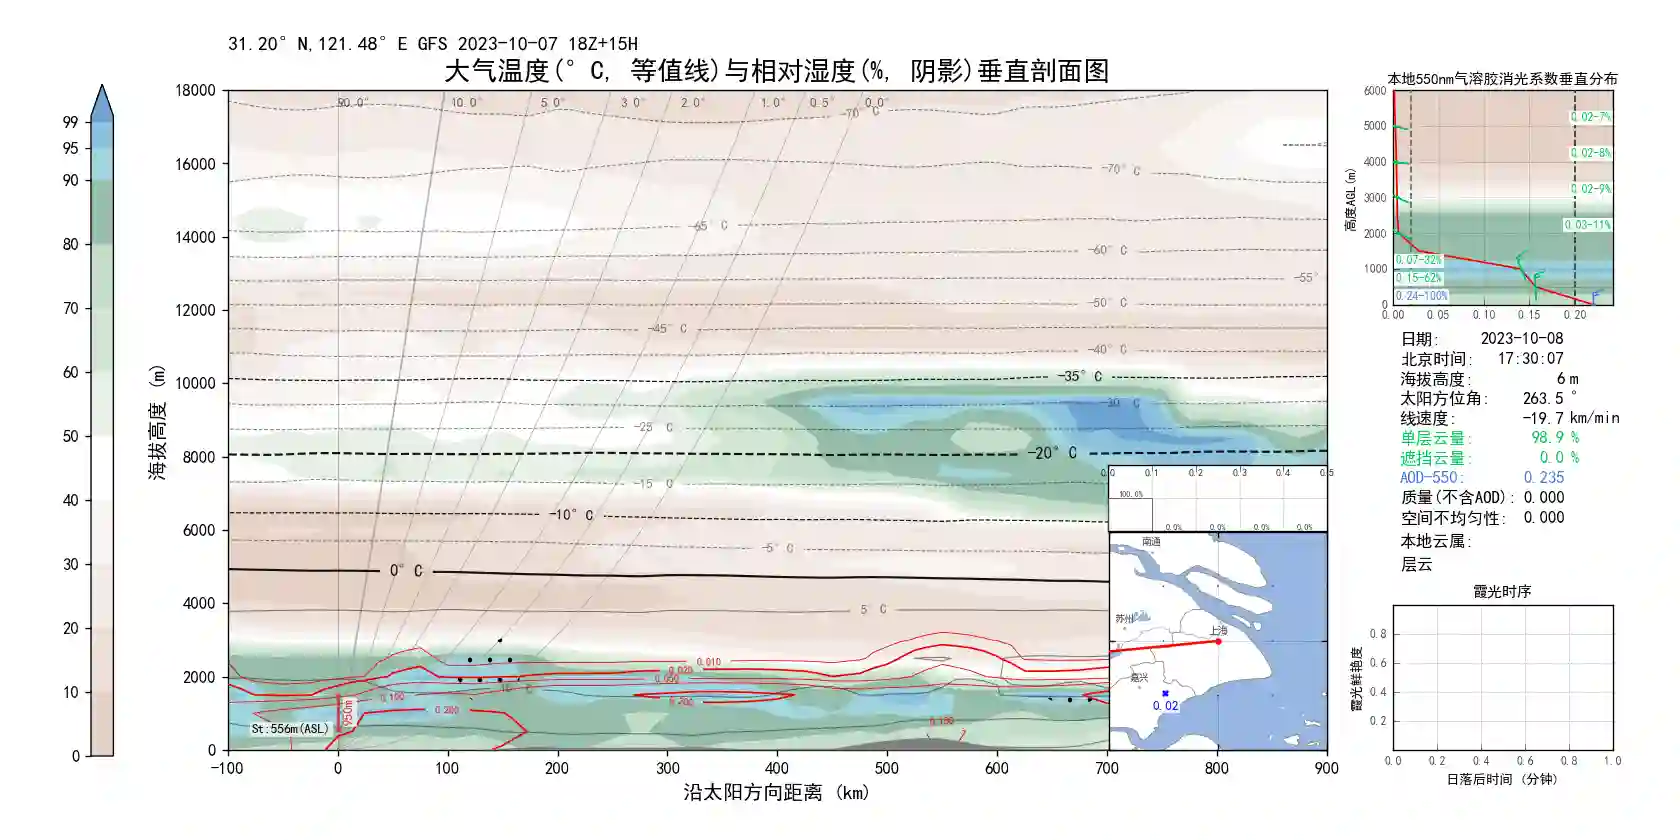 31.20° N,121.48° E GFS 2023-10-07 18Z+15H
大气温度(° C, 等值线)与相对湿度(%, 阴影)垂直剖面图
99
95
90
80
70
60
50
40
30
20
10
0
18000
16000
14000
12000
10000
8000
6000
4000
2000
0
海拔高度 (m)
10.0°
5.0°
3.0°
2.0°
1.0°
0.5°
0.0°
-70° C
-70° C
-65° C
-60° C
-55°
-50° C
-45° C
-40° C
-35° C
-30° C
-25 C
-20° C
-15 C
-10° C
-5° C
0° C
5 C
0.010
0.020
0.100
0.200
950m
St:556m(ASL)
-100
0
100
200
300
400
500
600
700
800
900
沿太阳方向距离 (km)
0.0
0.1
0.2
0.3
0.4
0.5
100.0%
0.0%
0.0%
0.0%
0.0%
南通
苏州
上海
嘉兴
0.02
本地550nm气溶胶消光系数垂直分布
6000
5000
4000
3000
2000
1000
0
高度AGL(m)
0.02-7%
0.02-8%
0.02-9%
0.03-11%
0.07-32%
0.15-62%
0.24-100%
0.00
0.05
0.10
0.15
0.20
日期: 2023-10-08
北京时间: 17:30:07
海拔高度: 6 m
太阳方位角: 263.5 °
线速度: -19.7 km/min
单层云量: 98.9 %
遮挡云量: 0.0 %
AOD-550: 0.235
质量(不含AOD): 0.000
空间不均匀性: 0.000
本地云属:
层云
霞光时序
0.8
0.6
0.4
0.2
霞光鲜艳度
0.0
0.2
0.4
0.6
0.8
1.0
日落后时间 (分钟)